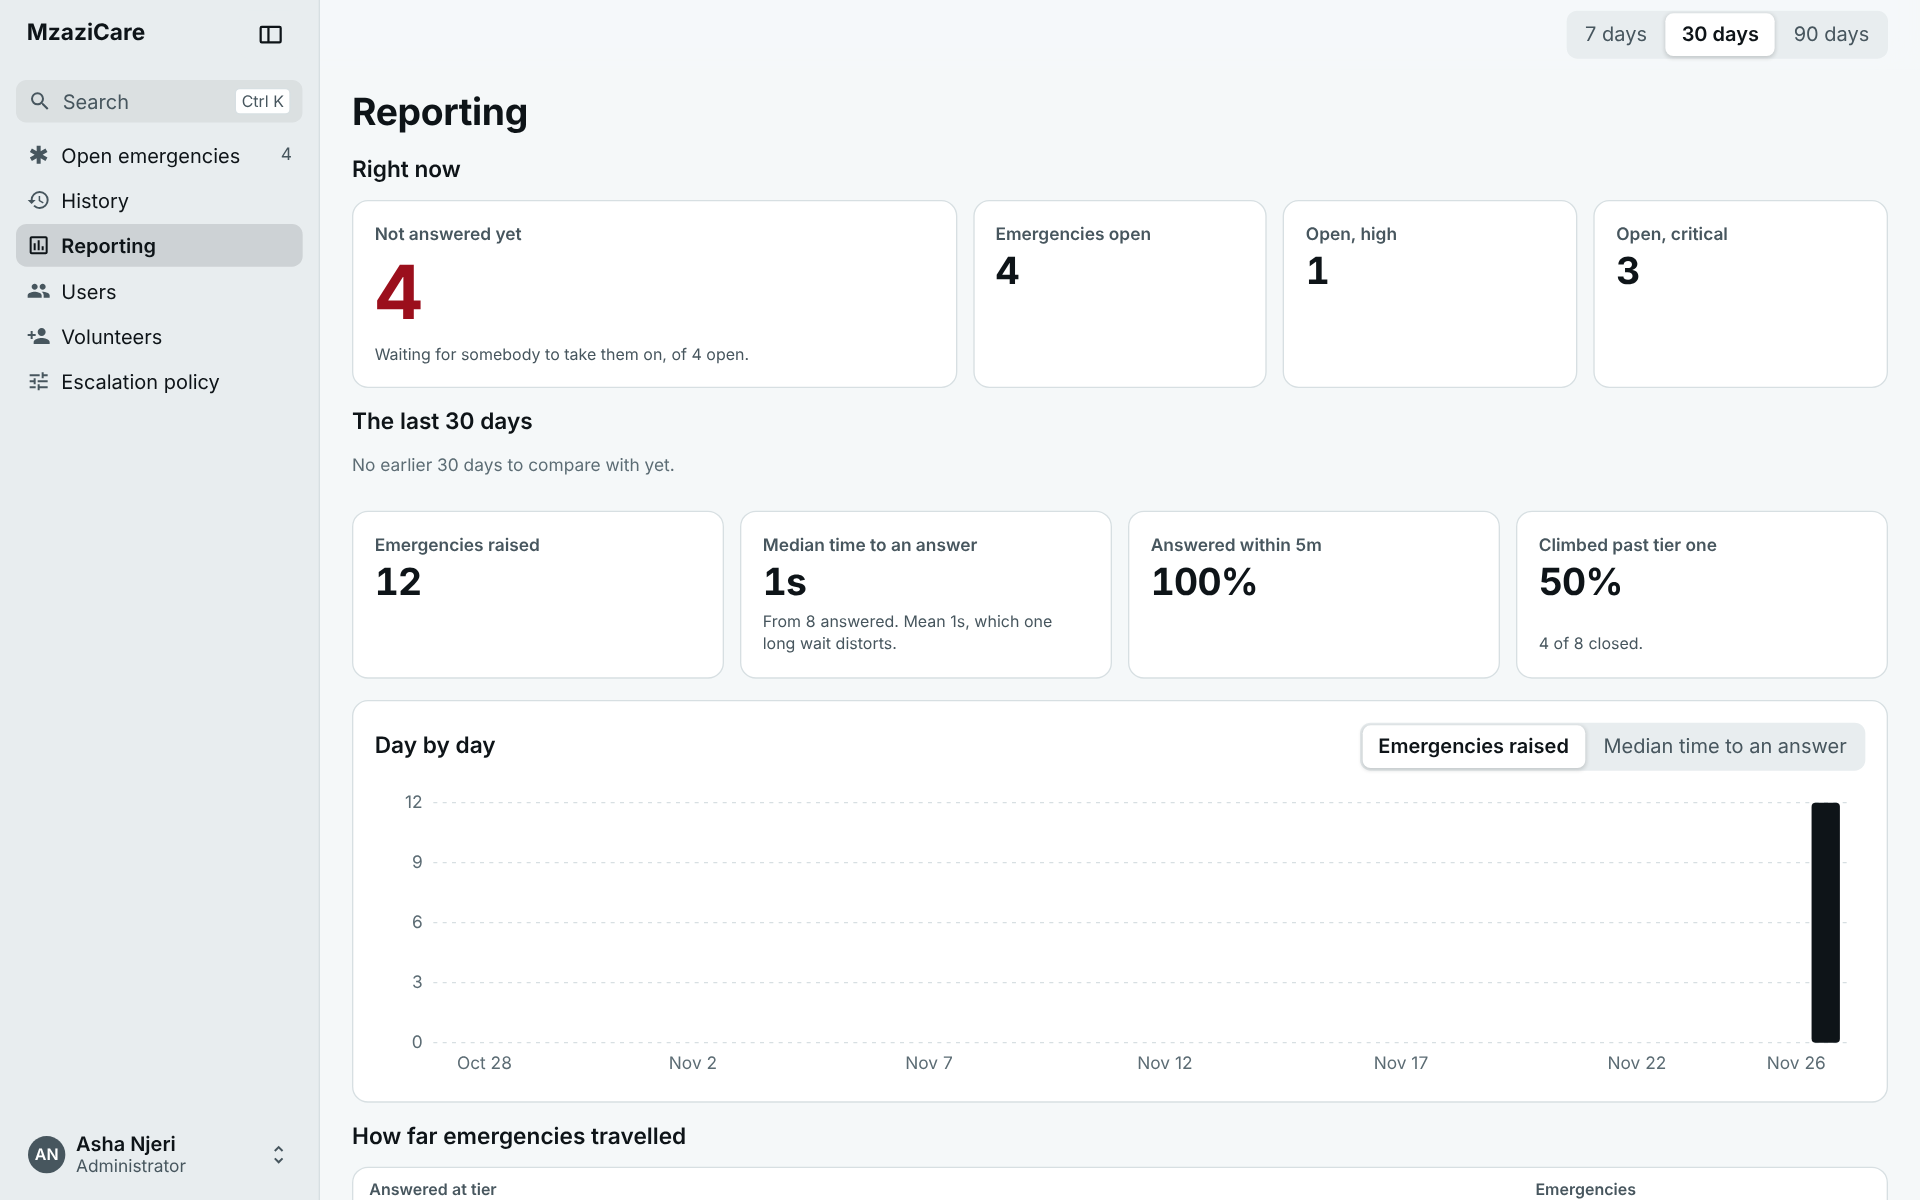 MzaziCare
Search
Ctrl K
Open emergencies
4
History
Reporting
Users
Volunteers
Escalation policy
Asha Njeri
AN
Administrator
7 days
30 days
90 days
Reporting
Right now
Not answered yet
4
Waiting for somebody to take them on, of 4 open.
Emergencies open
4
Open, high
1
Open, critical
3
The last 30 days
No earlier 30 days to compare with yet.
Emergencies raised
12
Median time to an answer
1s
From 8 answered. Mean 1s, which one
long wait distorts.
Answered within 5m
100%
Climbed past tier one
50%
4 of 8 closed.
Day by day
Emergencies raised
Median time to an answer
12
9
6
3
0
Oct 28
Nov 2
Nov 7
Nov 12
Nov 17
Nov 22
Nov 26
How far emergencies travelled
Answered at tier
Emergencies